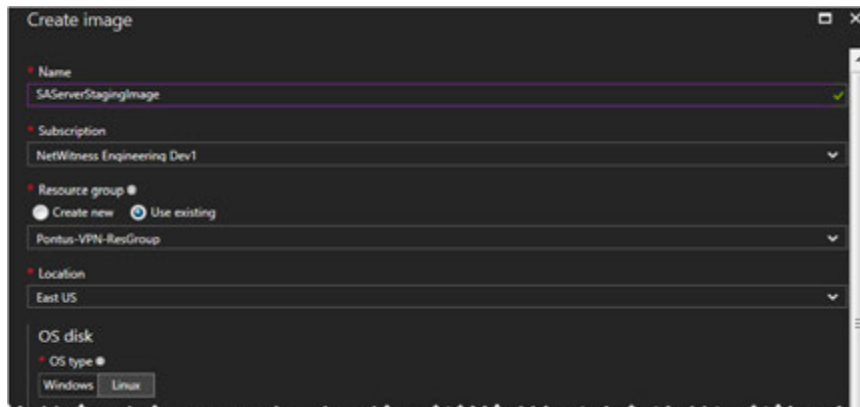 Create image
* Name
SAServerStagingImage
* Subscription
NetWitness Engineering Dev1
* Resource group
Create new Use existing
Pontus-VPN-ResGroup
* Location
East US
OS disk
* OS type
Windows Linux